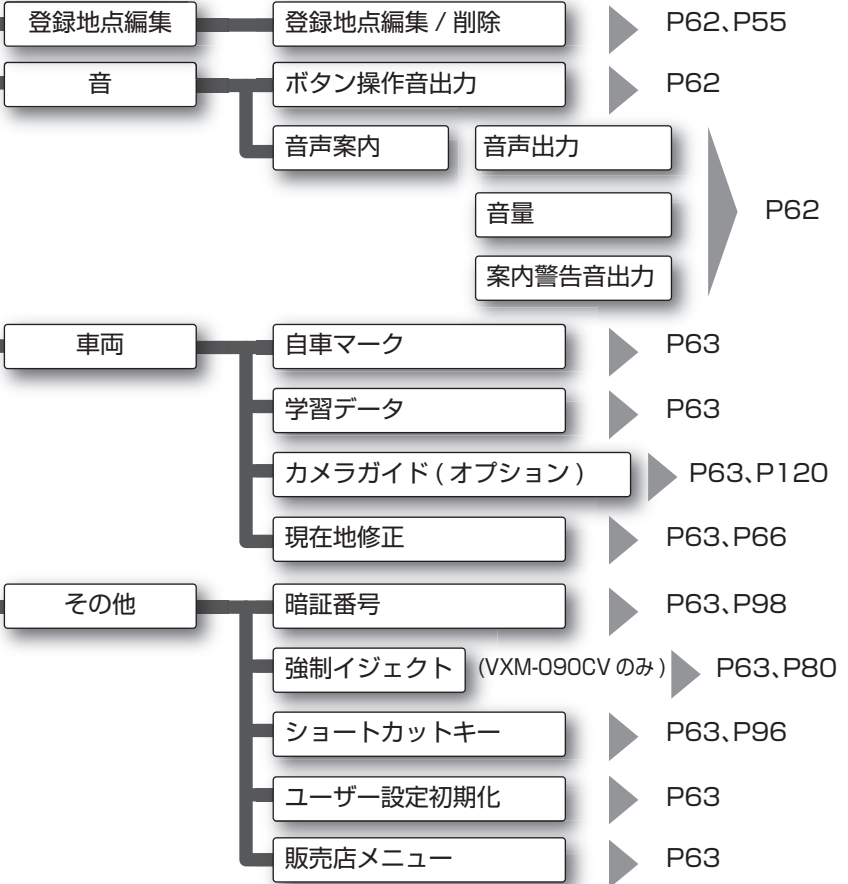 登録地点編集 登録地点編集 / 削除 P62、P55
音 ボタン操作音出力 P62
音声案内 音声出力
音量 P62
案内警告音出力
車両 自車マーク P63
学習データ P63
カメラガイド ( オプション ) P63、P120
現在地修正 P63、P66
その他 暗証番号 P63、P98
強制イジェクト (VXM-090CV のみ ) P63、P80
ショートカットキー P63、P96
ユーザー設定初期化 P63
販売店メニュー P63